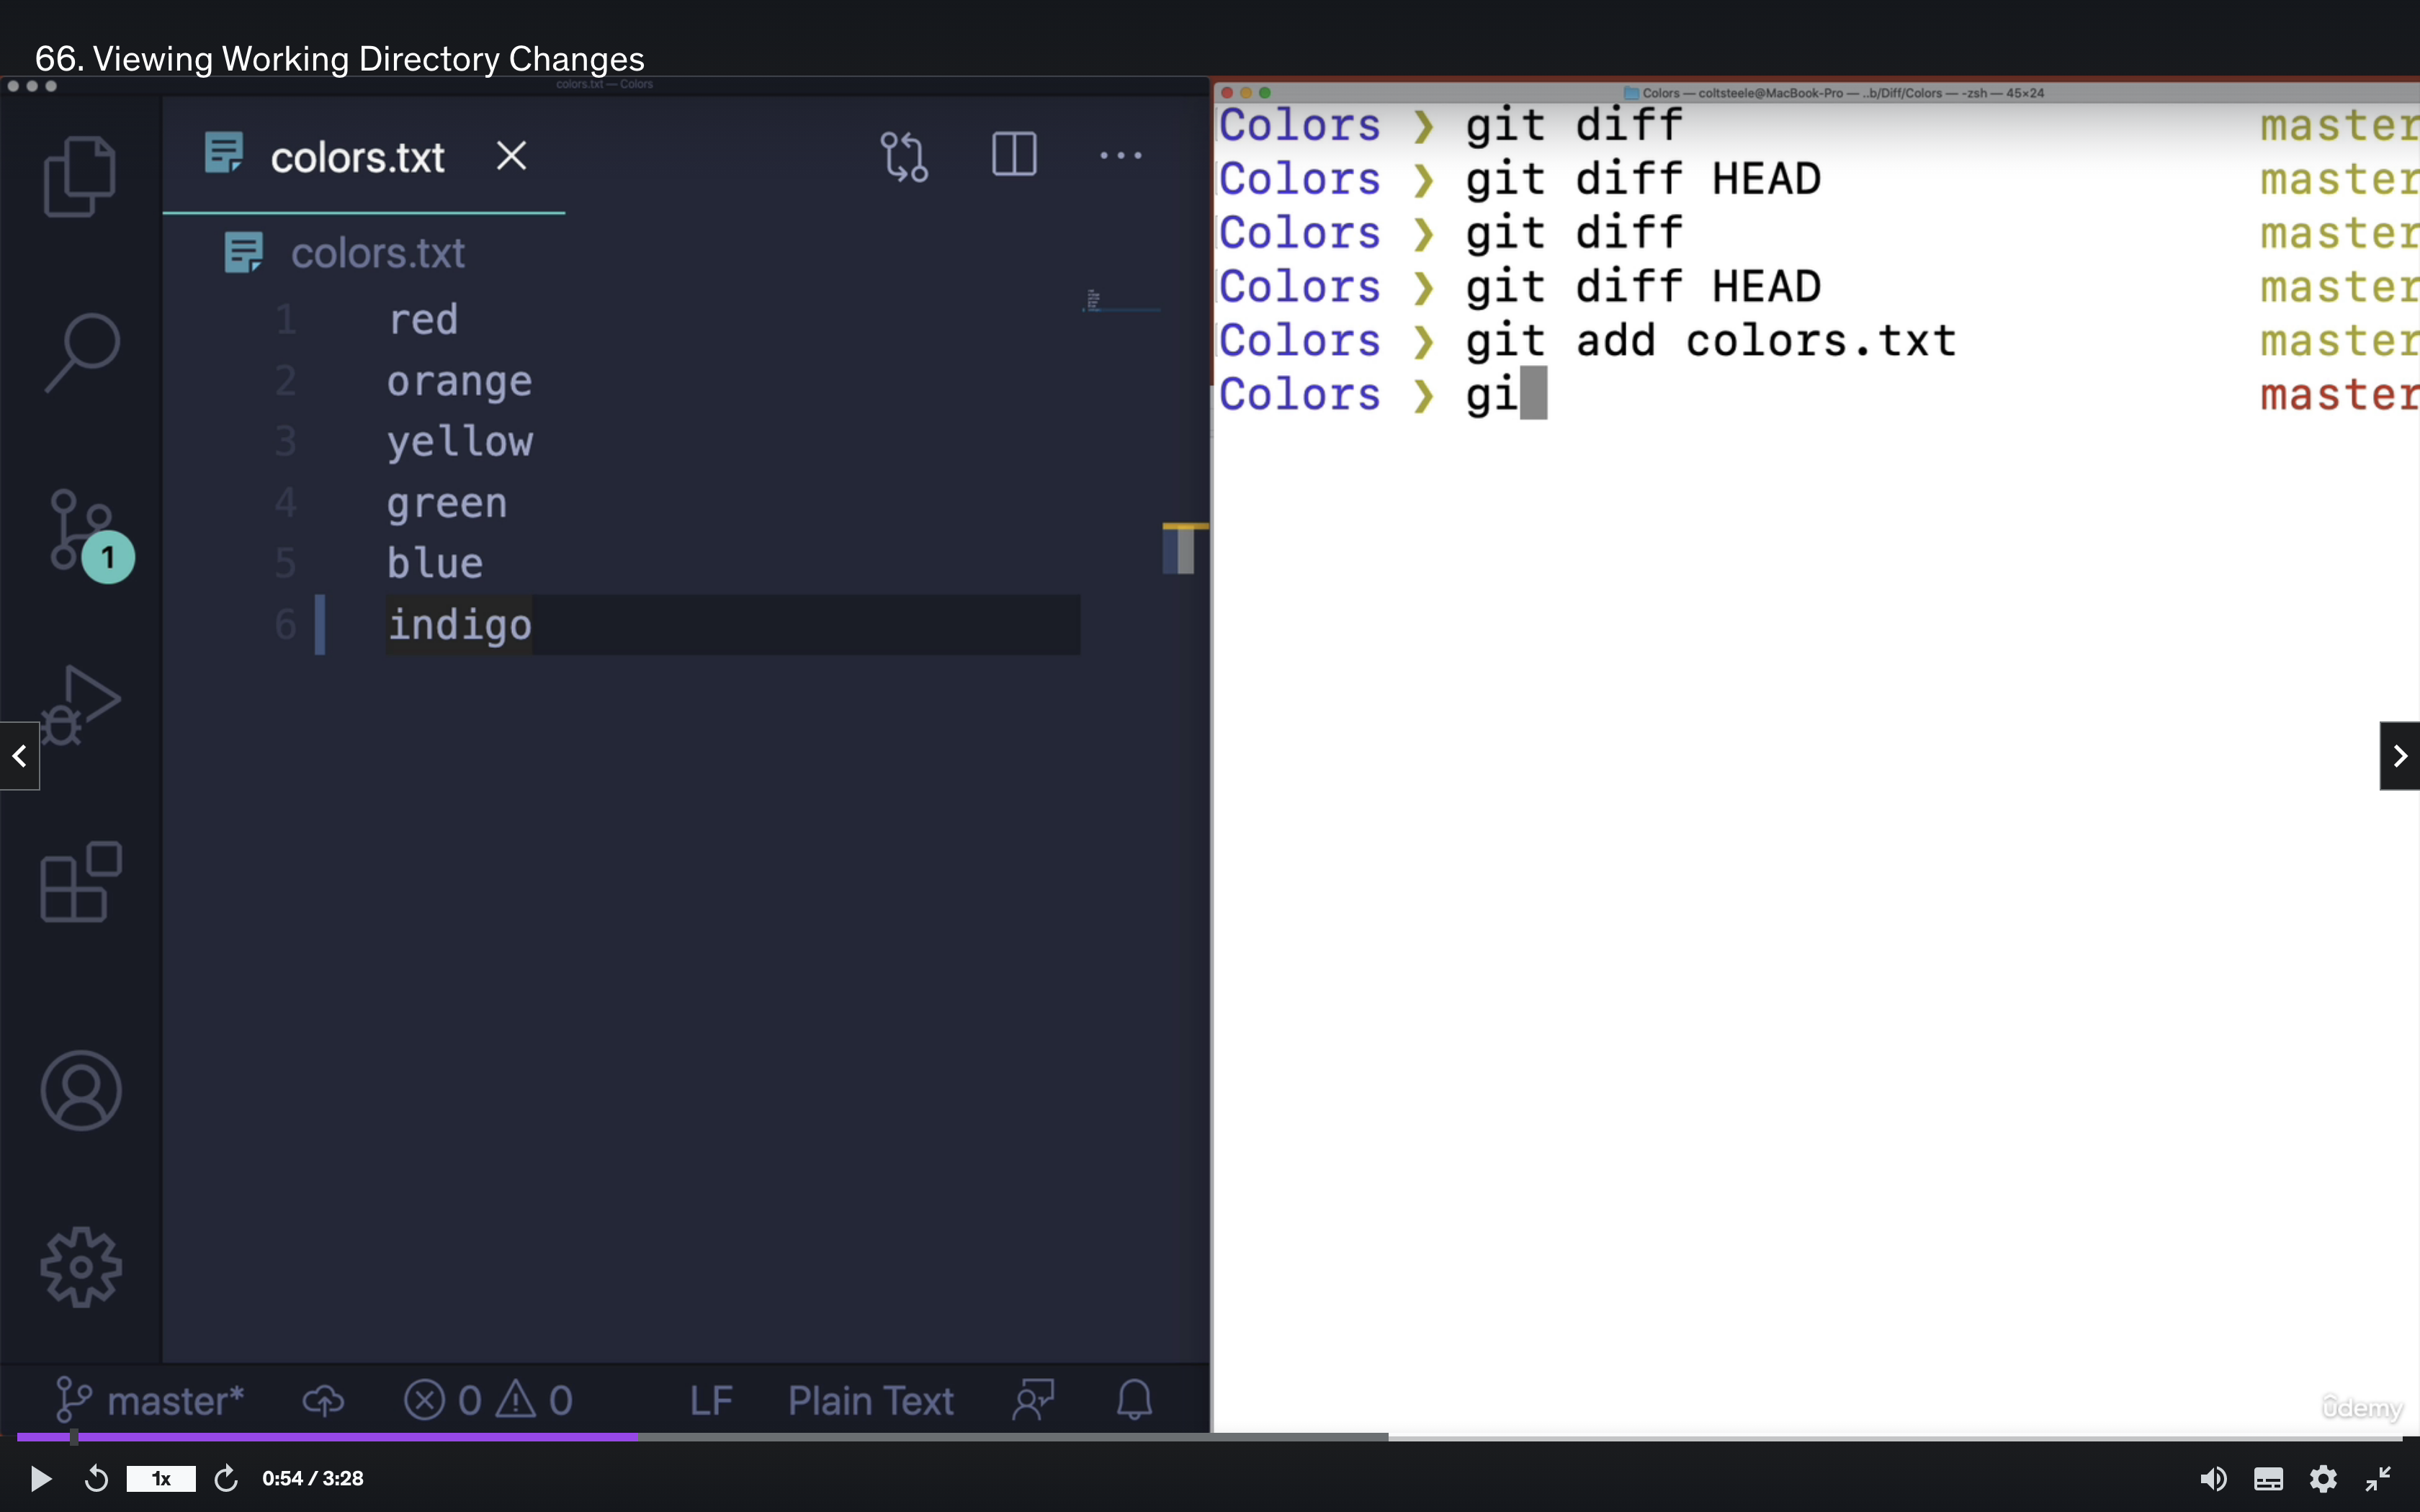 66. Viewing Working Directory Changes
colors.txt — Colors
colors.txt
colors.txt
1 red
2 orange
3 yellow
4 green
5 blue
6 indigo
1
master* 0 0 LF Plain Text
Colors — coltsteele@MacBook-Pro — ..b/Diff/Colors — -zsh — 45×24
Colors ❯ git diff master
Colors ❯ git diff HEAD master
Colors ❯ git diff master
Colors ❯ git diff HEAD master
Colors ❯ git add colors.txt master
Colors ❯ gi master
udemy
1x 0:54 / 3:28